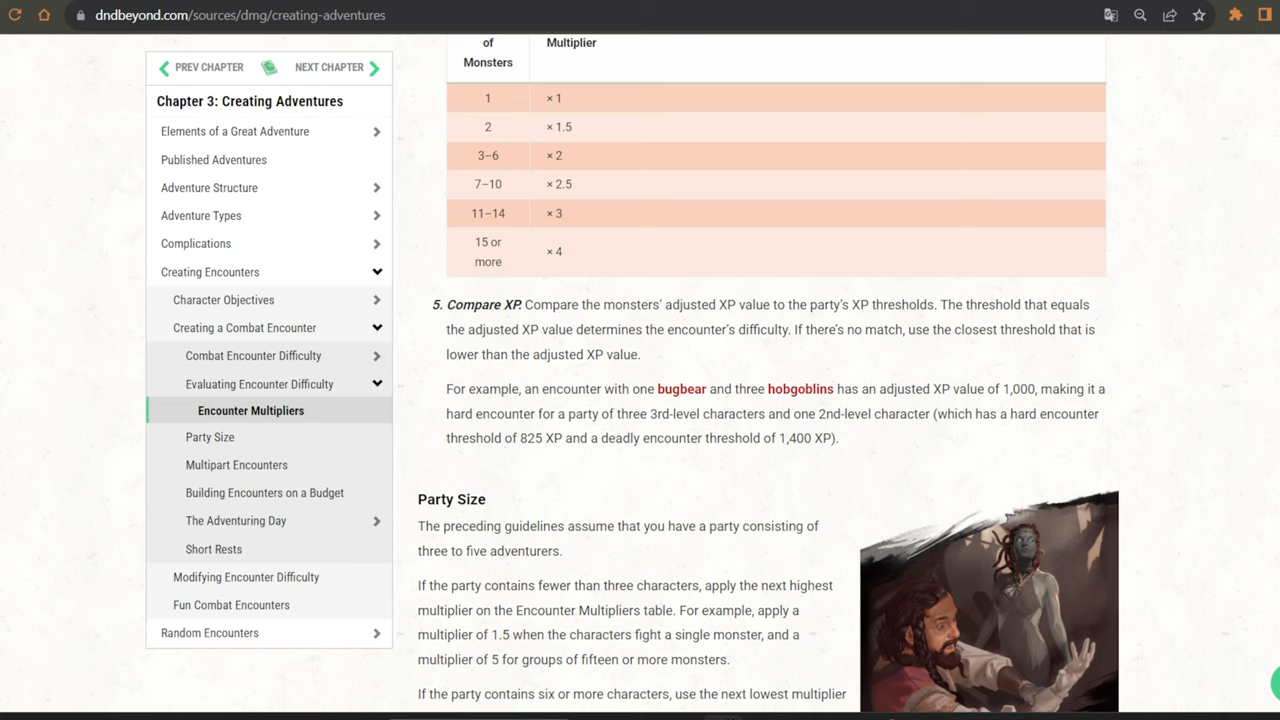 dndbeyond.com/sources/dmg/creating-adventures
PREV CHAPTER
NEXT CHAPTER
Chapter 3: Creating Adventures
Elements of a Great Adventure
Published Adventures
Adventure Structure
Adventure Types
Complications
Creating Encounters
Character Objectives
Creating a Combat Encounter
Combat Encounter Difficulty
Evaluating Encounter Difficulty
Encounter Multipliers
Party Size
Multipart Encounters
Building Encounters on a Budget
The Adventuring Day
Short Rests
Modifying Encounter Difficulty
Fun Combat Encounters
Random Encounters
of Multiplier
Monsters
1 × 1
2 × 1.5
3–6 × 2
7–10 × 2.5
11–14 × 3
15 or
more × 4
5. Compare XP. Compare the monsters’ adjusted XP value to the party’s XP thresholds. The threshold that equals
the adjusted XP value determines the encounter’s difficulty. If there’s no match, use the closest threshold that is
lower than the adjusted XP value.
For example, an encounter with one bugbear and three hobgoblins has an adjusted XP value of 1,000, making it a
hard encounter for a party of three 3rd-level characters and one 2nd-level character (which has a hard encounter
threshold of 825 XP and a deadly encounter threshold of 1,400 XP).
Party Size
The preceding guidelines assume that you have a party consisting of
three to five adventurers.
If the party contains fewer than three characters, apply the next highest
multiplier on the Encounter Multipliers table. For example, apply a
multiplier of 1.5 when the characters fight a single monster, and a
multiplier of 5 for groups of fifteen or more monsters.
If the party contains six or more characters, use the next lowest multiplier